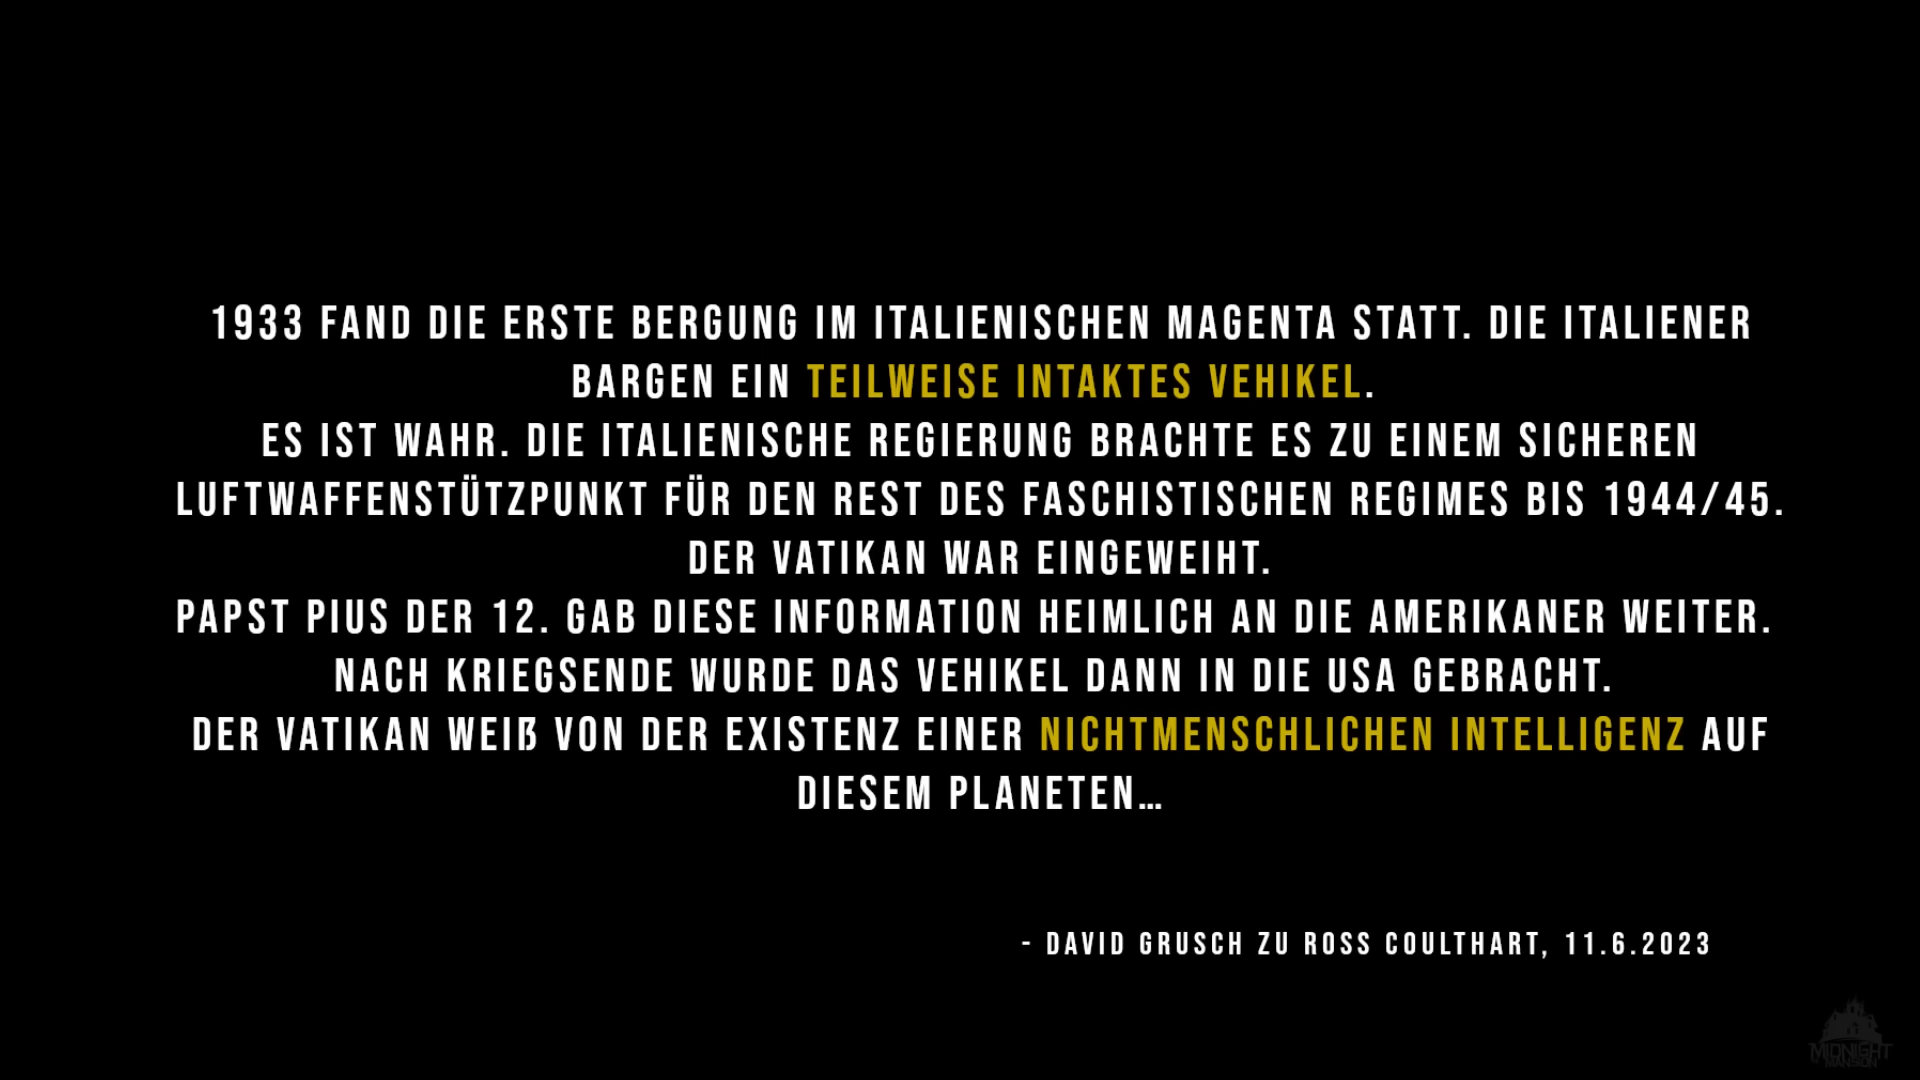 1933 FAND DIE ERSTE BERGUNG IM ITALIENISCHEN MAGENTA STATT. DIE ITALIENER
BARGEN EIN TEILWEISE INTAKTES VEHIKEL.
ES IST WAHR. DIE ITALIENISCHE REGIERUNG BRACHTE ES ZU EINEM SICHEREN
LUFTWAFFENSTÜTZPUNKT FÜR DEN REST DES FASCHISTISCHEN REGIMES BIS 1944/45.
DER VATIKAN WAR EINGEWEIHT.
PAPST PIUS DER 12. GAB DIESE INFORMATION HEIMLICH AN DIE AMERIKANER WEITER.
NACH KRIEGSENDE WURDE DAS VEHIKEL DANN IN DIE USA GEBRACHT.
DER VATIKAN WEIẞ VON DER EXISTENZ EINER NICHTMENSCHLICHEN INTELLIGENZ AUF
DIESEM PLANETEN…
- DAVID GRUSCH ZU ROSS COULTHART, 11.6.2023
MIDNIGHT
MANSION